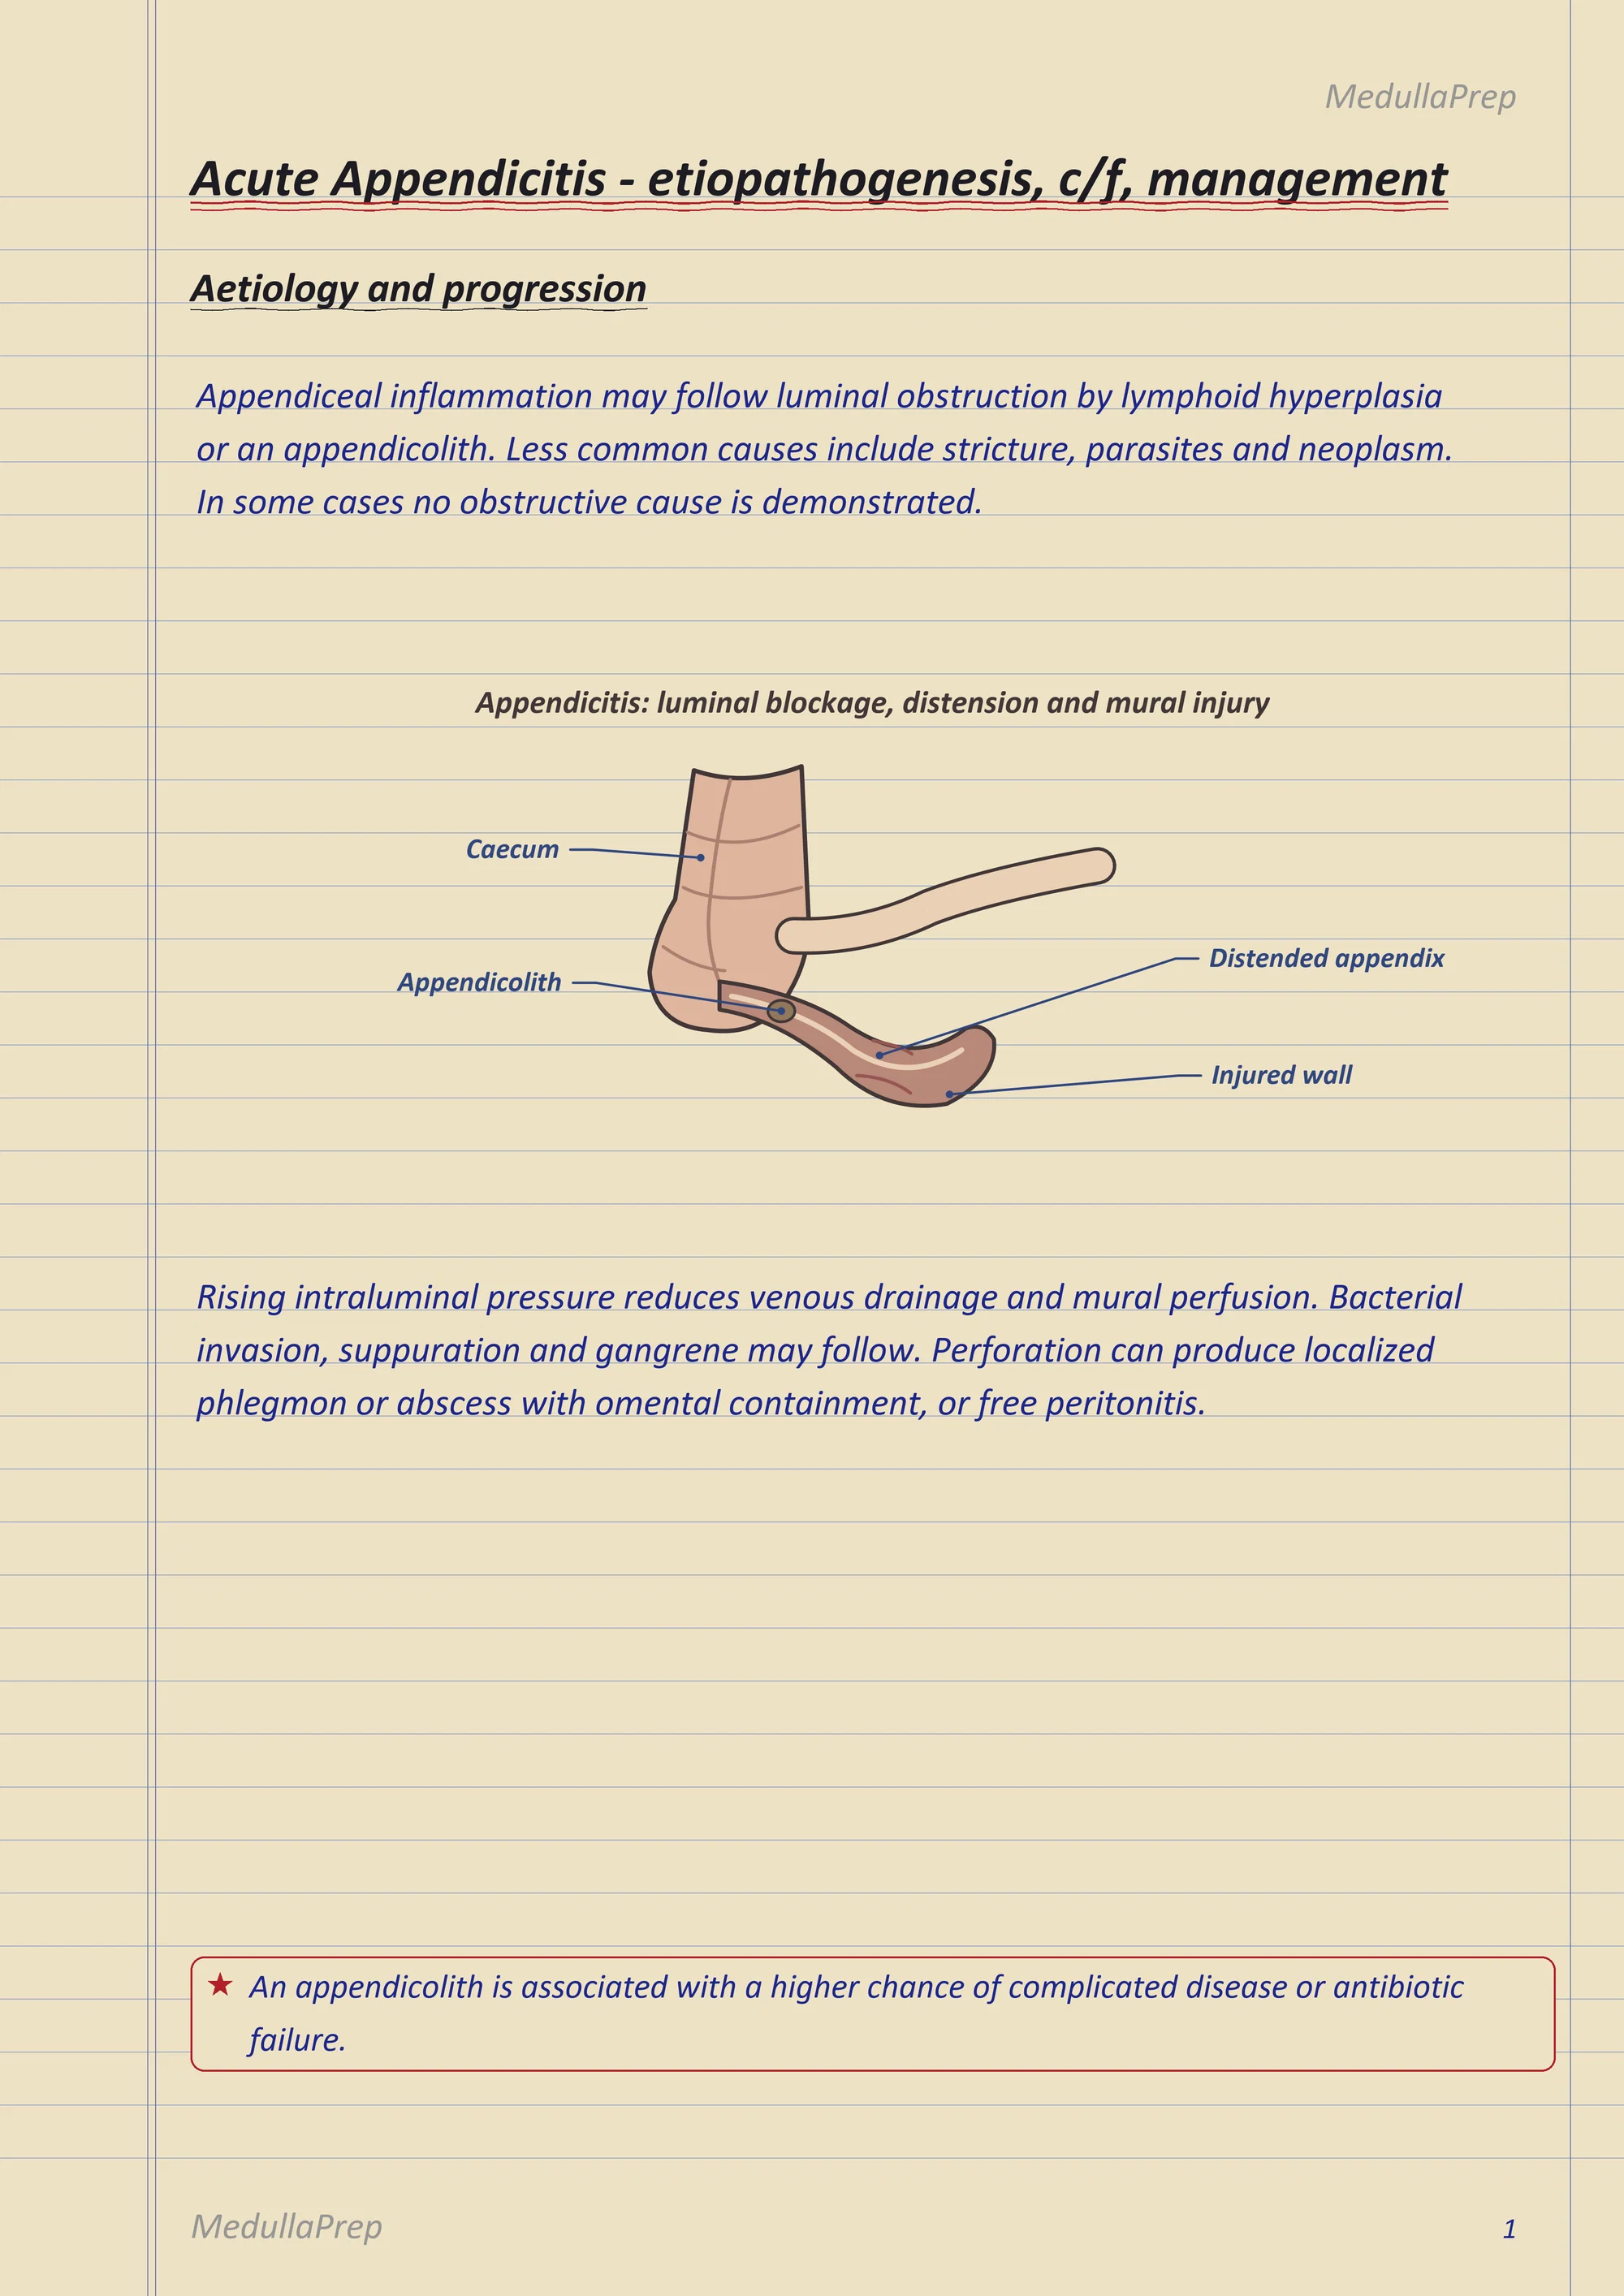 MedullaPrep
Acute Appendicitis - etiopathogenesis, c/f, management
Aetiology and progression
Appendiceal inflammation may follow luminal obstruction by lymphoid hyperplasia
or an appendicolith. Less common causes include stricture, parasites and neoplasm.
In some cases no obstructive cause is demonstrated.
Appendicitis: luminal blockage, distension and mural injury
Caecum
Appendicolith
Distended appendix
Injured wall
Rising intraluminal pressure reduces venous drainage and mural perfusion. Bacterial
invasion, suppuration and gangrene may follow. Perforation can produce localized
phlegmon or abscess with omental containment, or free peritonitis.
★ An appendicolith is associated with a higher chance of complicated disease or antibiotic
failure.
MedullaPrep
1